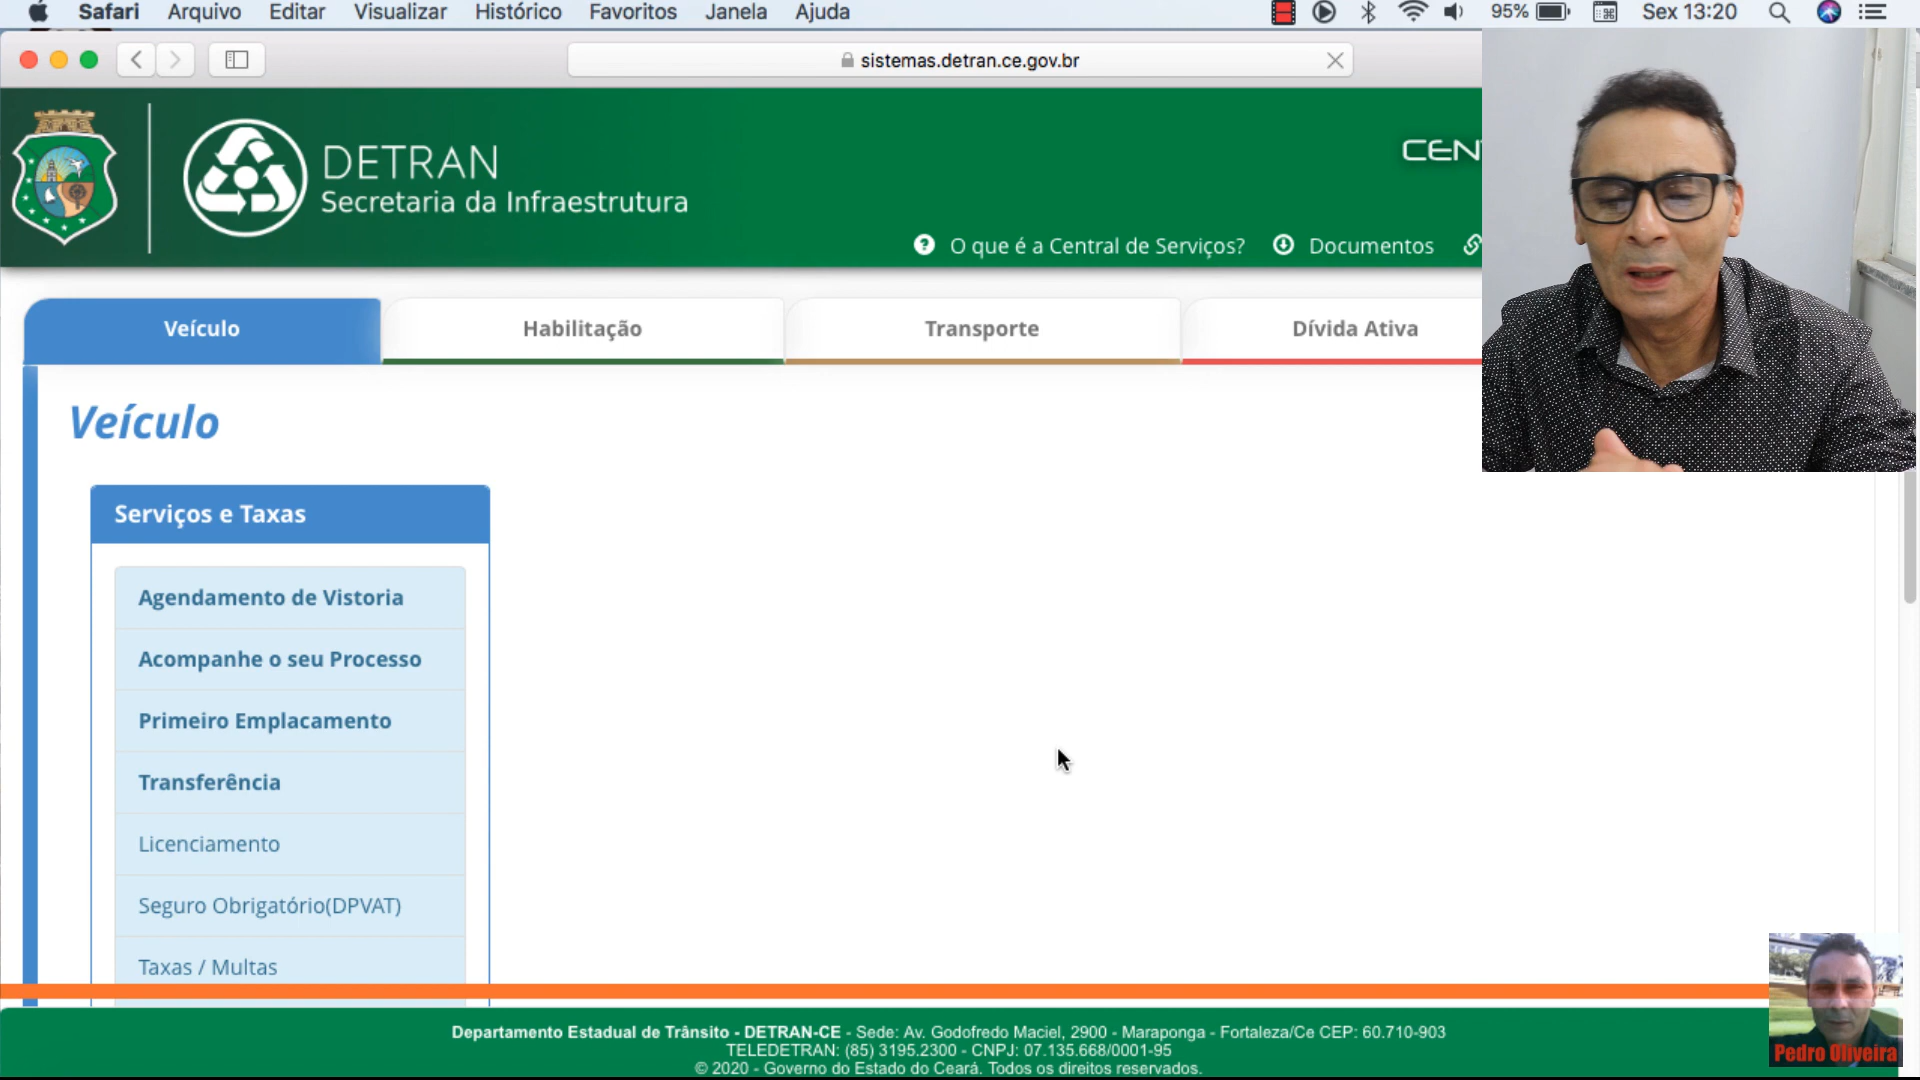 Safari Arquivo Editar Visualizar Histórico Favoritos Janela Ajuda 95% Sex 13:20
sistemas.detran.ce.gov.br
DETRAN
Secretaria da Infraestrutura
CEN
O que é a Central de Serviços? Documentos
Veículo Habilitação Transporte Dívida Ativa
Veículo
Serviços e Taxas
Agendamento de Vistoria
Acompanhe o seu Processo
Primeiro Emplacamento
Transferência
Licenciamento
Seguro Obrigatório(DPVAT)
Taxas / Multas
Departamento Estadual de Trânsito - DETRAN-CE - Sede: Av. Godofredo Maciel, 2900 - Maraponga - Fortaleza/Ce CEP: 60.710-903
TELEDETRAN: (85) 3195.2300 - CNPJ: 07.135.668/0001-95
© 2020 - Governo do Estado do Ceará. Todos os direitos reservados.
Pedro Oliveira